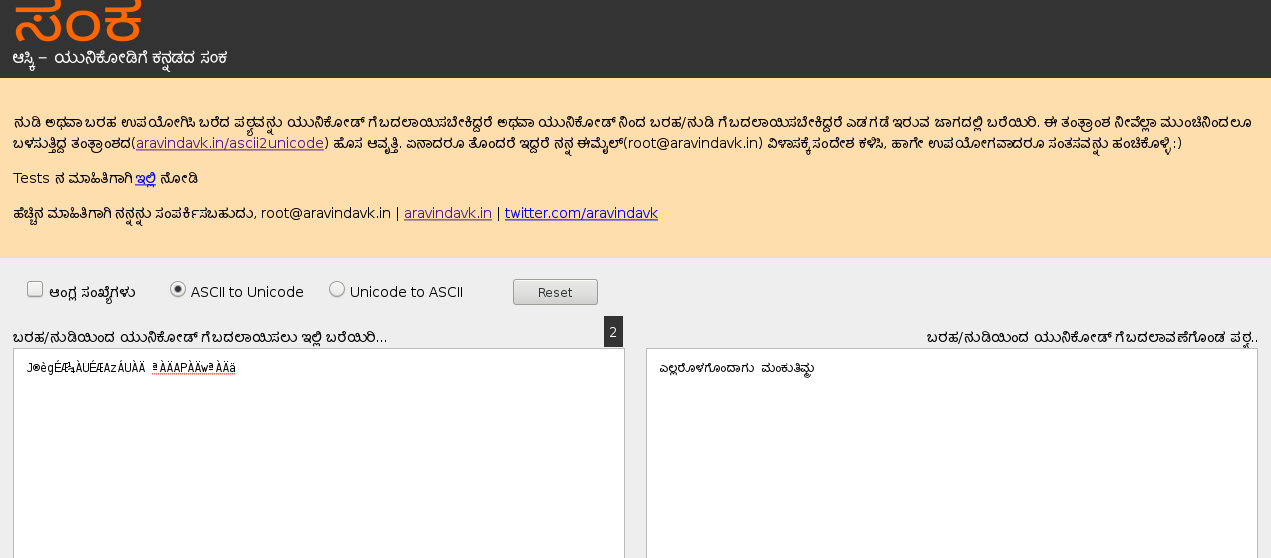 ಸಂಕ
ಆಸ್ಕಿ – ಯುನಿಕೋಡಿಗೆ ಕನ್ನಡದ ಸಂಕ
ನುಡಿ ಅಥವಾ ಬರಹ ಉಪಯೋಗಿಸಿ ಬರೆದ ಪಠ್ಯವನ್ನು ಯುನಿಕೋಡ್ ಗೆ ಬದಲಾಯಿಸಬೇಕಿದ್ದರೆ ಅಥವಾ ಯುನಿಕೋಡ್ ನಿಂದ ಬರಹ/ನುಡಿ ಗೆ ಬದಲಾಯಿಸಬೇಕಿದ್ದರೆ ಎಡಗಡೆ ಇರುವ ಜಾಗದಲ್ಲಿ ಬರೆಯಿರಿ. ಈ ತಂತ್ರಾಂಶ ನೀವೆಲ್ಲಾ ಮುಂಚಿನಿಂದಲೂ
ಬಳಸುತ್ತಿದ್ದ ತಂತ್ರಾಂಶದ(aravindavk.in/ascii2unicode) ಹೊಸ ಆವೃತ್ತಿ. ಏನಾದರೂ ತೊಂದರೆ ಇದ್ದರೆ ನನ್ನ ಈಮೈಲ್(root@aravindavk.in) ವಿಳಾಸಕ್ಕೆ ಸಂದೇಶ ಕಳಿಸಿ, ಹಾಗೇ ಉಪಯೋಗವಾದರೂ ಸಂತಸವನ್ನು ಹಂಚಿಕೊಳ್ಳಿ :)
Tests ನ ಮಾಹಿತಿಗಾಗಿ ಇಲ್ಲಿ ನೋಡಿ
ಹೆಚ್ಚಿನ ಮಾಹಿತಿಗಾಗಿ ನನ್ನನ್ನು ಸಂಪರ್ಕಿಸಬಹುದು, root@aravindavk.in | aravindavk.in | twitter.com/aravindavk
ಆಂಗ್ಲ ಸಂಖ್ಯೆಗಳು ASCII to Unicode Unicode to ASCII Reset
ಬರಹ/ನುಡಿಯಿಂದ ಯುನಿಕೋಡ್ ಗೆ ಬದಲಾಯಿಸಲು ಇಲ್ಲಿ ಬರೆಯಿರಿ... 2 ಬರಹ/ನುಡಿಯಿಂದ ಯುನಿಕೋಡ್ ಗೆ ಬದಲಾವಣೆಗೊಂಡ ಪಠ್ಯ..
J®ègÉÆ¼ÀUÉÆAzÁUÀÄ ªÀÄAPÀÄwªÀÄä ಎಲ್ಲರೊಳಗೊಂದಾಗು ಮಂಕುತಿಮ್ಮ